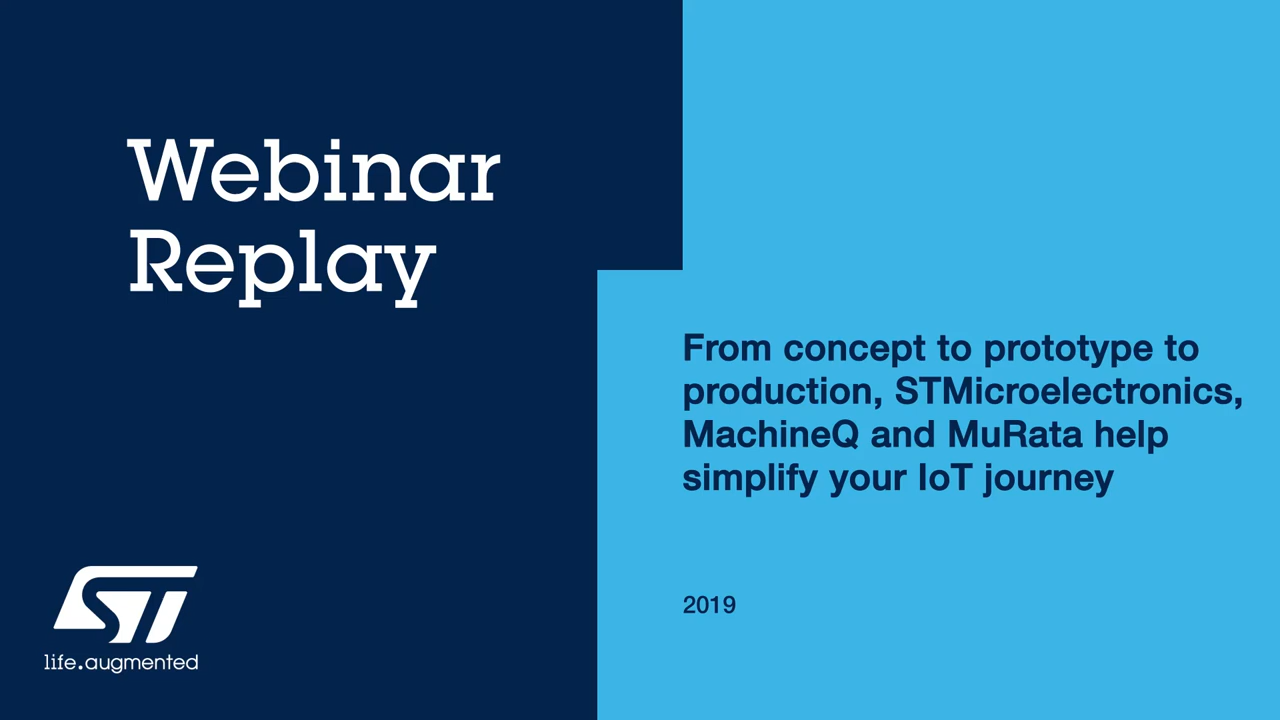 Webinar
Replay
From concept to prototype to
production, STMicroelectronics,
MachineQ and MuRata help
simplify your IoT journey
2019
ST
life.augmented